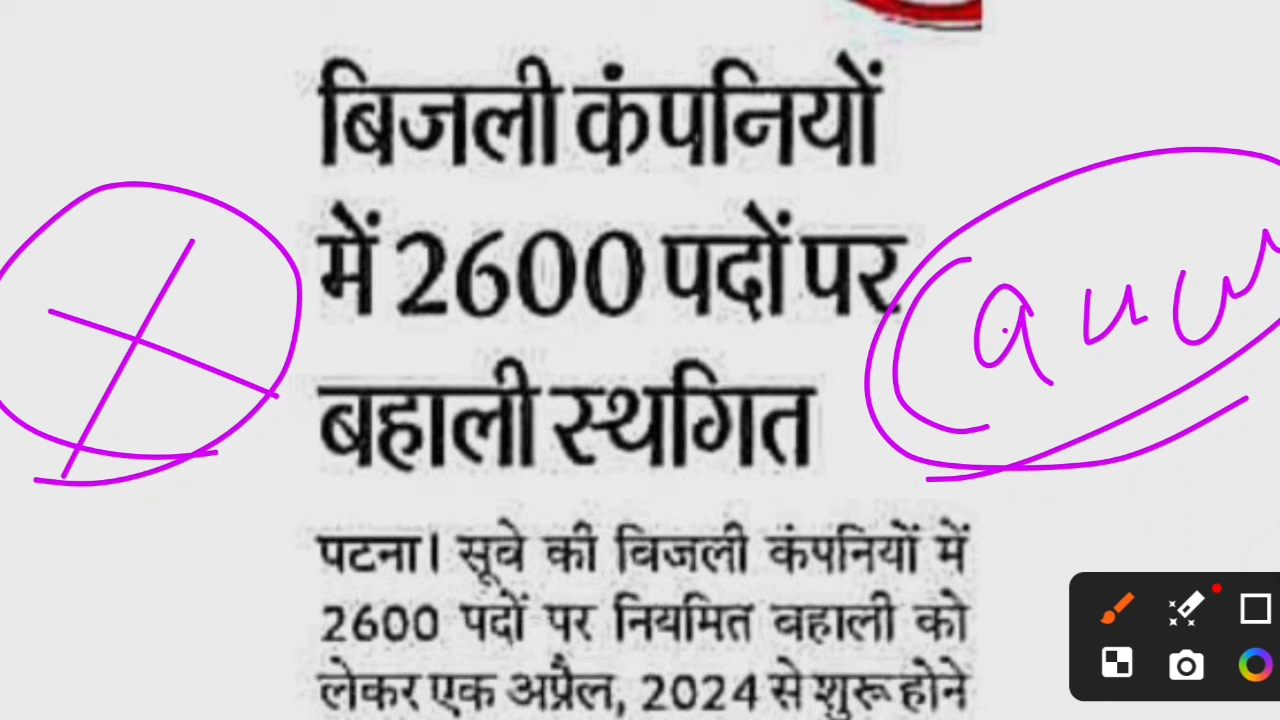 बिजली कंपनियों
में 2600 पदों पर
बहाली स्थगित
पटना। सूबे की बिजली कंपनियों में
2600 पदों पर नियमित बहाली को
लेकर एक अप्रैल, 2024 से शुरू होने